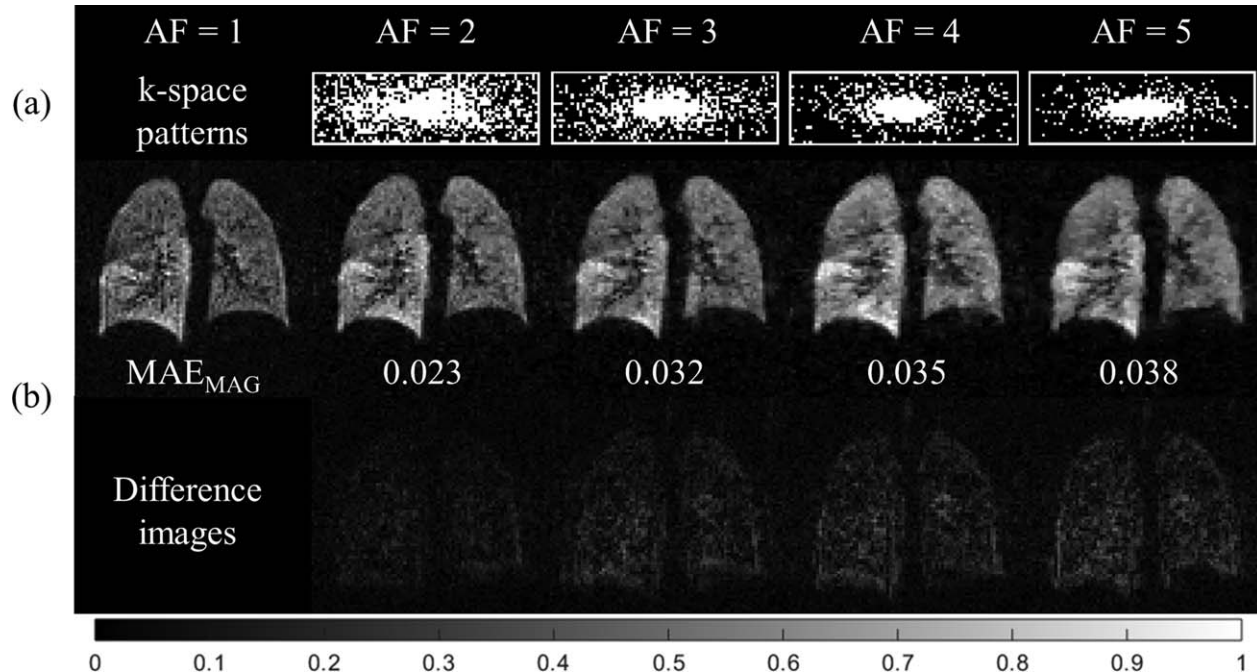 AF = 1 AF = 2 AF = 3 AF = 4 AF = 5
(a)
k-space
patterns
MAE_MAG 0.023 0.032 0.035 0.038
(b)
Difference
images
0 0.1 0.2 0.3 0.4 0.5 0.6 0.7 0.8 0.9 1